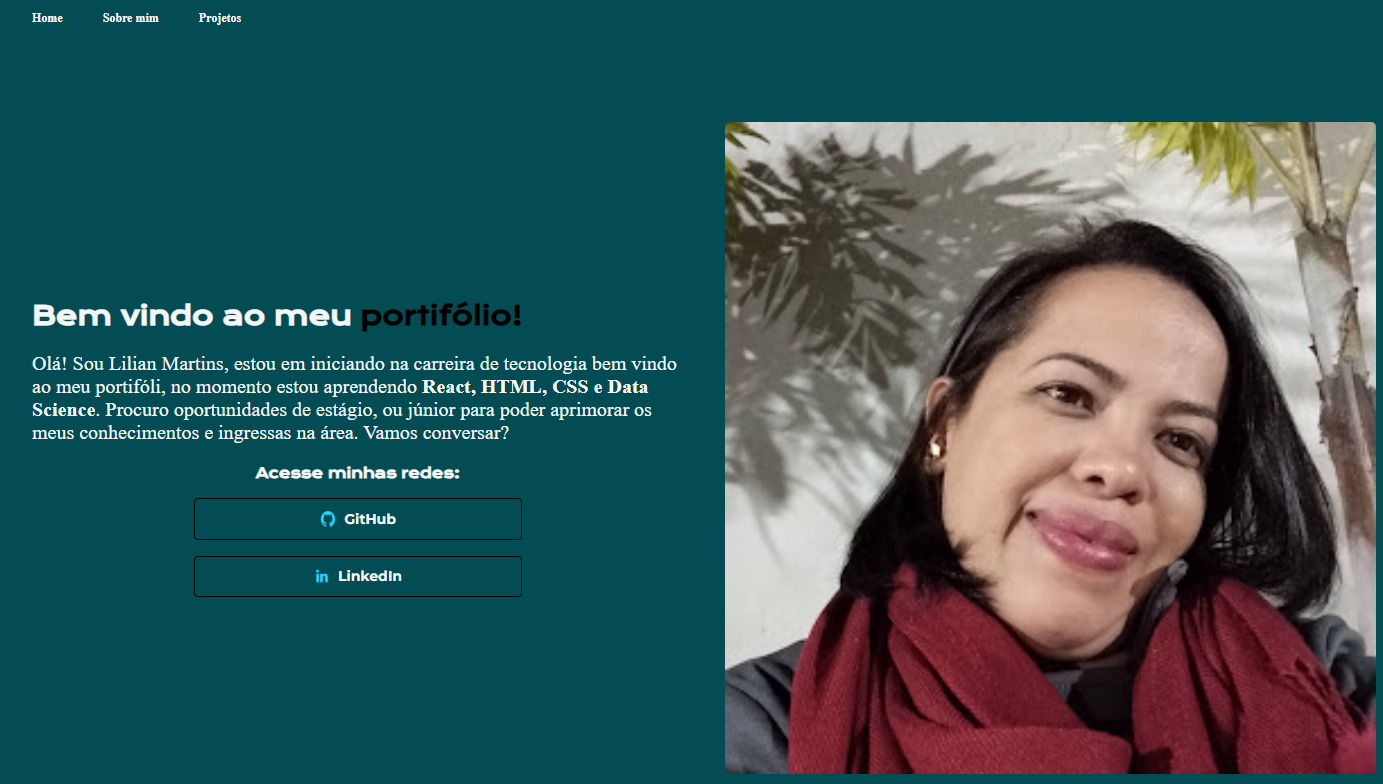 Home Sobre mim Projetos
Bem vindo ao meu portifólio!
Olá! Sou Lilian Martins, estou em iniciando na carreira de tecnologia bem vindo
ao meu portifóli, no momento estou aprendendo React, HTML, CSS e Data
Science. Procuro oportunidades de estágio, ou júnior para poder aprimorar os
meus conhecimentos e ingressas na área. Vamos conversar?
Acesse minhas redes:
GitHub
LinkedIn